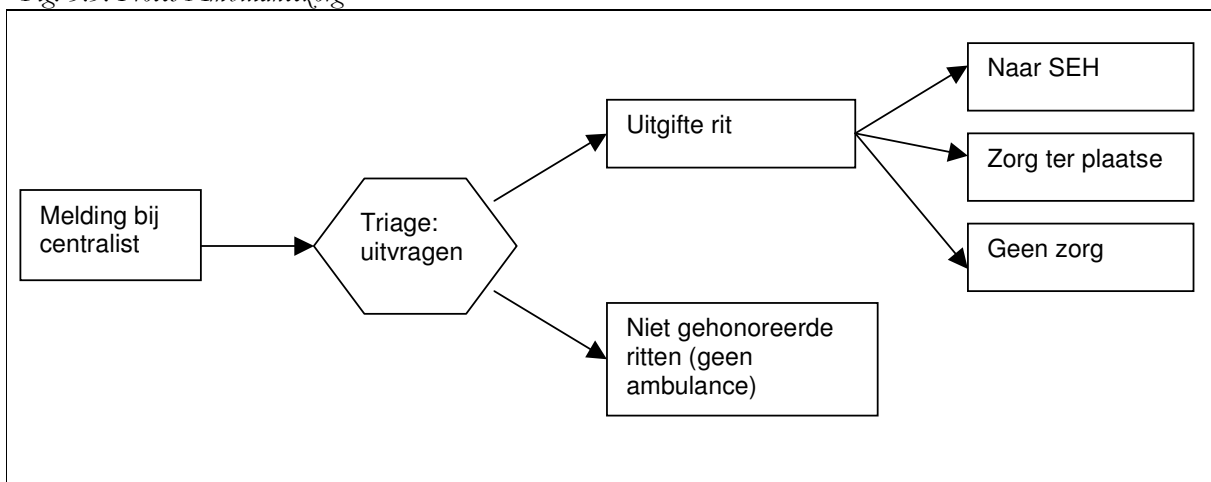 Melding bij
centralist
Triage:
uitvragen
Uitgifte rit
Niet gehonoreerde
ritten (geen
ambulance)
Naar SEH
Zorg ter plaatse
Geen zorg